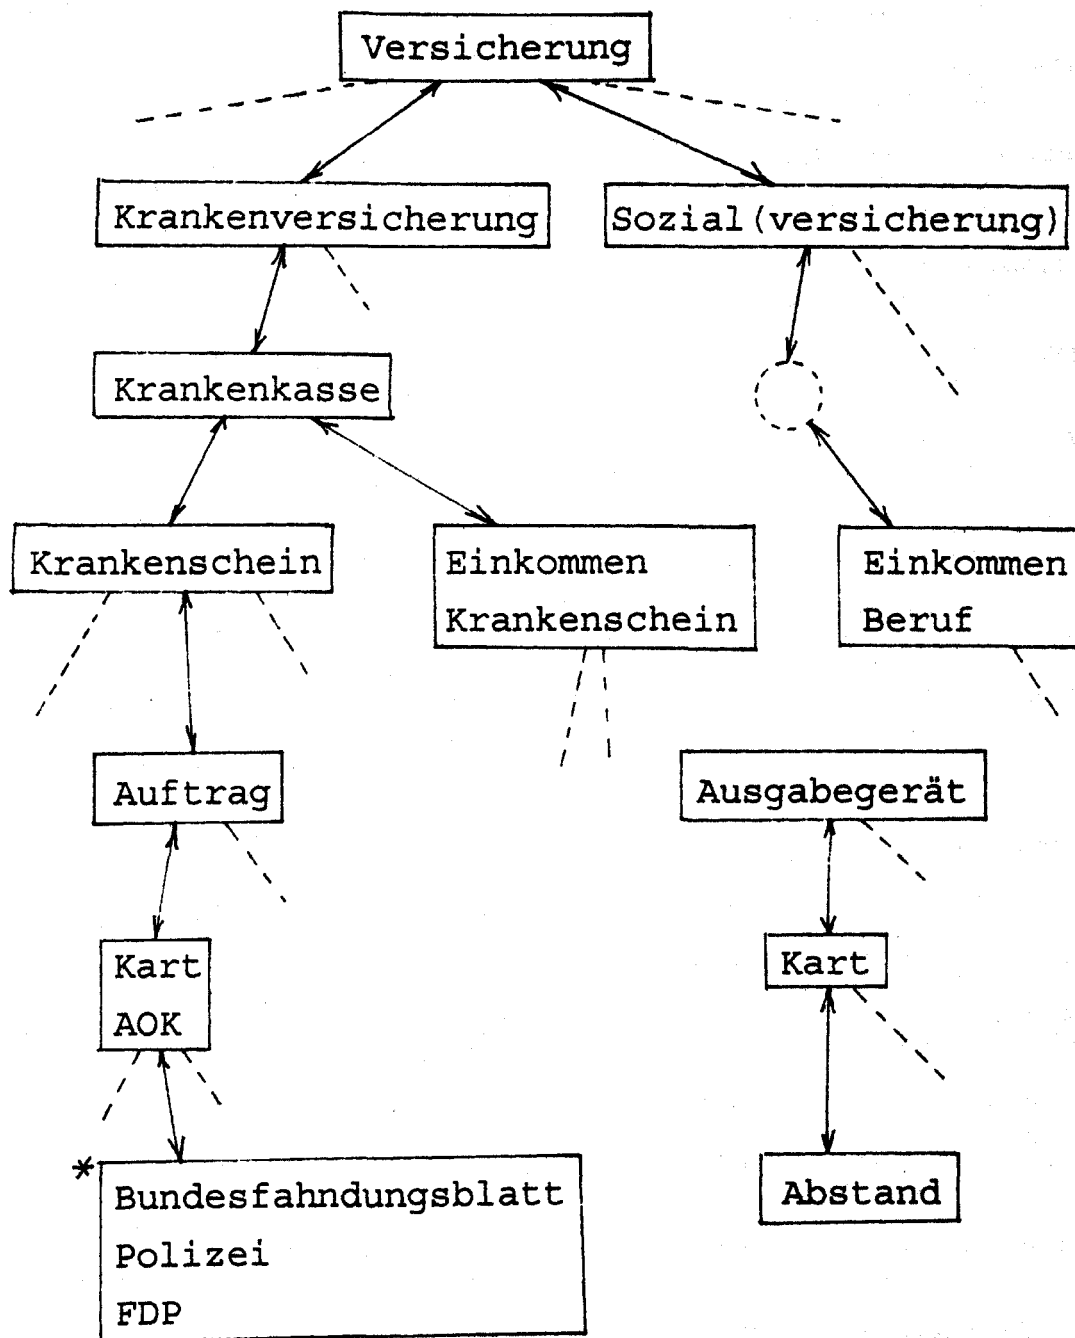 Versicherung
Krankenversicherung
Sozial(versicherung)
Krankenkasse
Krankenschein
Einkommen
Krankenschein
Einkommen
Beruf
Auftrag
Ausgabegerät
Kart
AOK
Kart
*
Bundesfahndungsblatt
Polizei
FDP
Abstand